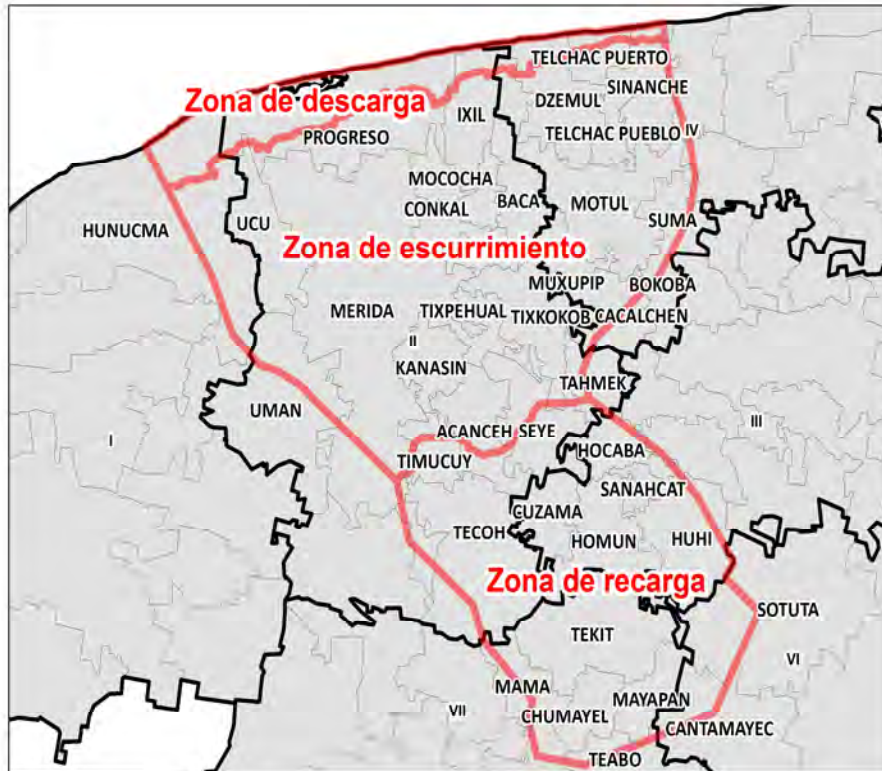 TELCHAC PUERTO
SINANCHE
Zona de descarga
DZEMUL
IXIL
PROGRESO
TELCHAC PUEBLO
IV
MOCOCHA
BACA
MOTUL
CONKAL
SUMA
HUNUCMA
UCU
Zona de escurrimiento
MUXUPIP
BOKOBA
MERIDA
TIXPEHUAL
TIXKOKOB
CACALCHEN
II
KANASIN
TAHMEK
UMAN
III
I
ACANCEH
SEYE
HOCABA
TIMUCUY
SANAHCAT
CUZAMA
TECOH
HOMUN
HUHI
Zona de recarga
SOTUTA
TEKIT
VI
MAMA
MAYAPAN
VII
CHUMAYEL
CANTAMAYEC
TEABO